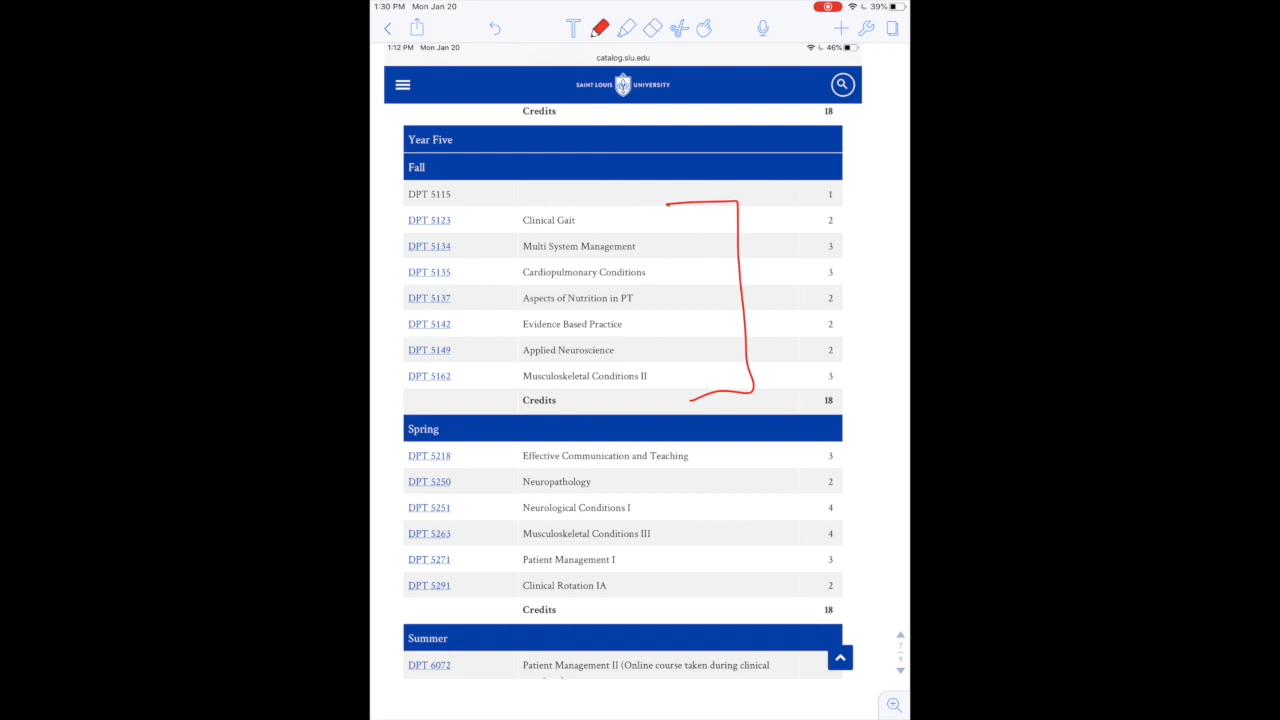 1:30 PM Mon Jan 20 39%
T
1:12 PM Mon Jan 20 46%
catalog.slu.edu
SAINT LOUIS UNIVERSITY
Credits 18
Year Five
Fall
DPT 5115 1
DPT 5123 Clinical Gait 2
DPT 5134 Multi System Management 3
DPT 5135 Cardiopulmonary Conditions 3
DPT 5137 Aspects of Nutrition in PT 2
DPT 5142 Evidence Based Practice 2
DPT 5149 Applied Neuroscience 2
DPT 5162 Musculoskeletal Conditions II 3
Credits 18
Spring
DPT 5218 Effective Communication and Teaching 3
DPT 5250 Neuropathology 2
DPT 5251 Neurological Conditions I 4
DPT 5263 Musculoskeletal Conditions III 4
DPT 5271 Patient Management I 3
DPT 5291 Clinical Rotation IA 2
Credits 18
Summer
DPT 6072 Patient Management II (Online course taken during clinical
7
9